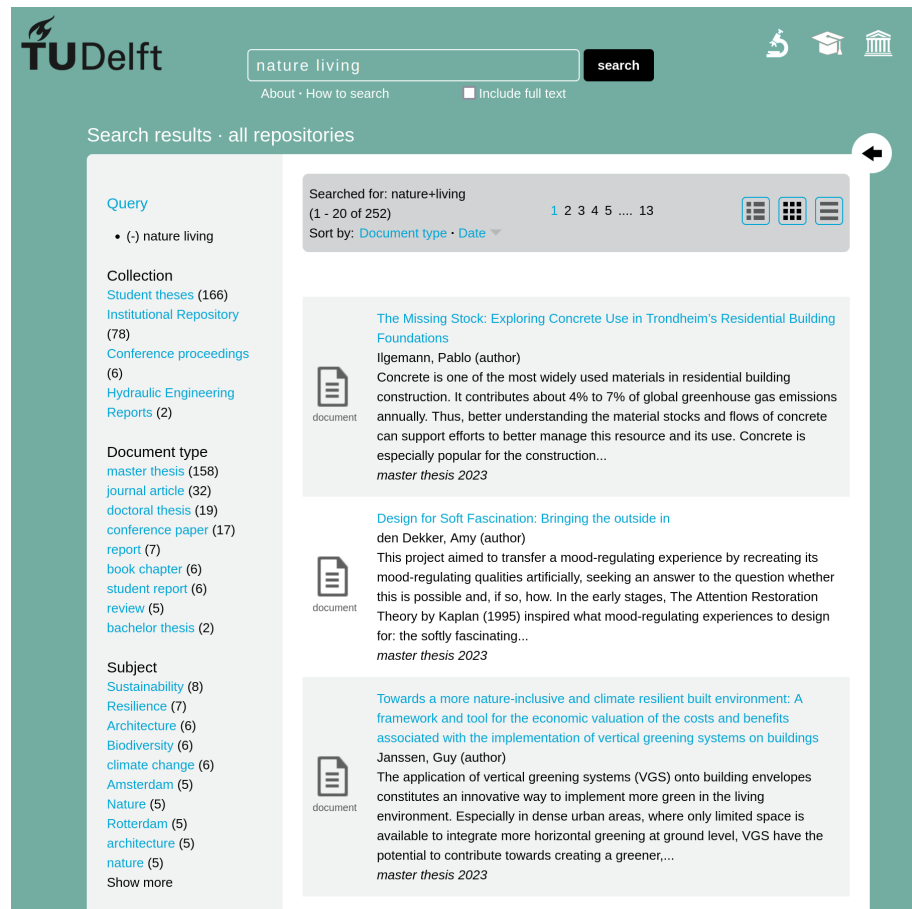 TUDelft
nature living
search
About · How to search
Include full text
Search results · all repositories
Query
(-) nature living
Collection
Student theses (166)
Institutional Repository
(78)
Conference proceedings
(6)
Hydraulic Engineering
Reports (2)
Document type
master thesis (158)
journal article (32)
doctoral thesis (19)
conference paper (17)
report (7)
book chapter (6)
student report (6)
review (5)
bachelor thesis (2)
Subject
Sustainability (8)
Resilience (7)
Architecture (6)
Biodiversity (6)
climate change (6)
Amsterdam (5)
Nature (5)
Rotterdam (5)
architecture (5)
nature (5)
Show more
Searched for: nature+living
(1 - 20 of 252)
Sort by: Document type · Date
1 2 3 4 5 .... 13
The Missing Stock: Exploring Concrete Use in Trondheim's Residential Building
Foundations
Ilgemann, Pablo (author)
Concrete is one of the most widely used materials in residential building
construction. It contributes about 4% to 7% of global greenhouse gas emissions
annually. Thus, better understanding the material stocks and flows of concrete
can support efforts to better manage this resource and its use. Concrete is
especially popular for the construction...
master thesis 2023
document
Design for Soft Fascination: Bringing the outside in
den Dekker, Amy (author)
This project aimed to transfer a mood-regulating experience by recreating its
mood-regulating qualities artificially, seeking an answer to the question whether
this is possible and, if so, how. In the early stages, The Attention Restoration
Theory by Kaplan (1995) inspired what mood-regulating experiences to design
for: the softly fascinating...
master thesis 2023
document
Towards a more nature-inclusive and climate resilient built environment: A
framework and tool for the economic valuation of the costs and benefits
associated with the implementation of vertical greening systems on buildings
Janssen, Guy (author)
The application of vertical greening systems (VGS) onto building envelopes
constitutes an innovative way to implement more green in the living
environment. Especially in dense urban areas, where only limited space is
available to integrate more horizontal greening at ground level, VGS have the
potential to contribute towards creating a greener,...
master thesis 2023
document